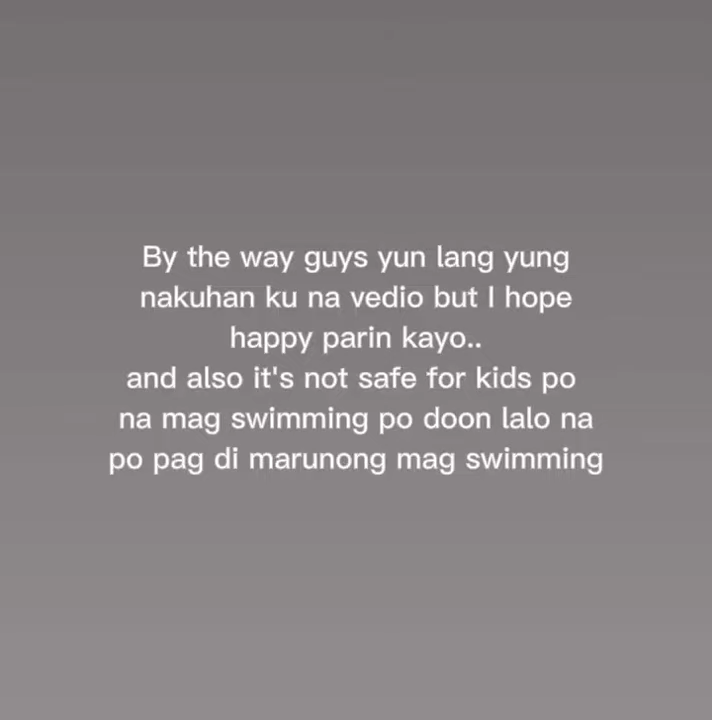 By the way guys yun lang yung
nakuhan ku na vedio but I hope
happy parin kayo..
and also it's not safe for kids po
na mag swimming po doon lalo na
po pag di marunong mag swimming